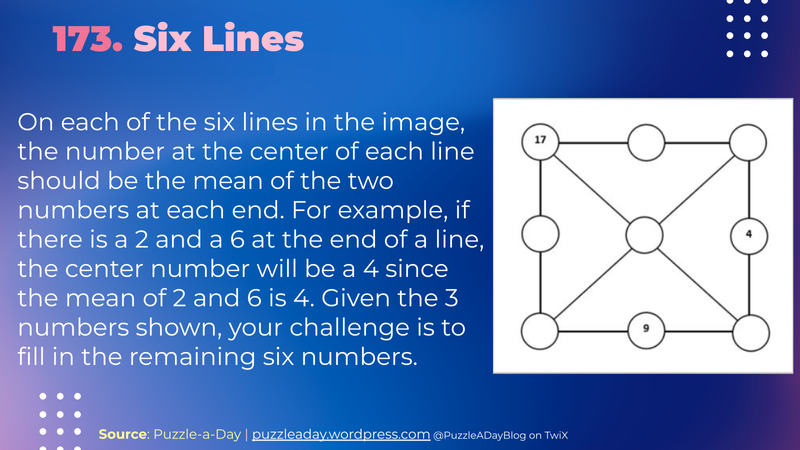 173. Six Lines
On each of the six lines in the image,
the number at the center of each line
should be the mean of the two
numbers at each end. For example, if
there is a 2 and a 6 at the end of a line,
the center number will be a 4 since
the mean of 2 and 6 is 4. Given the 3
numbers shown, your challenge is to
fill in the remaining six numbers.
17
4
9
Source: Puzzle-a-Day | puzzleaday.wordpress.com @PuzzleADayBlog on TwiX